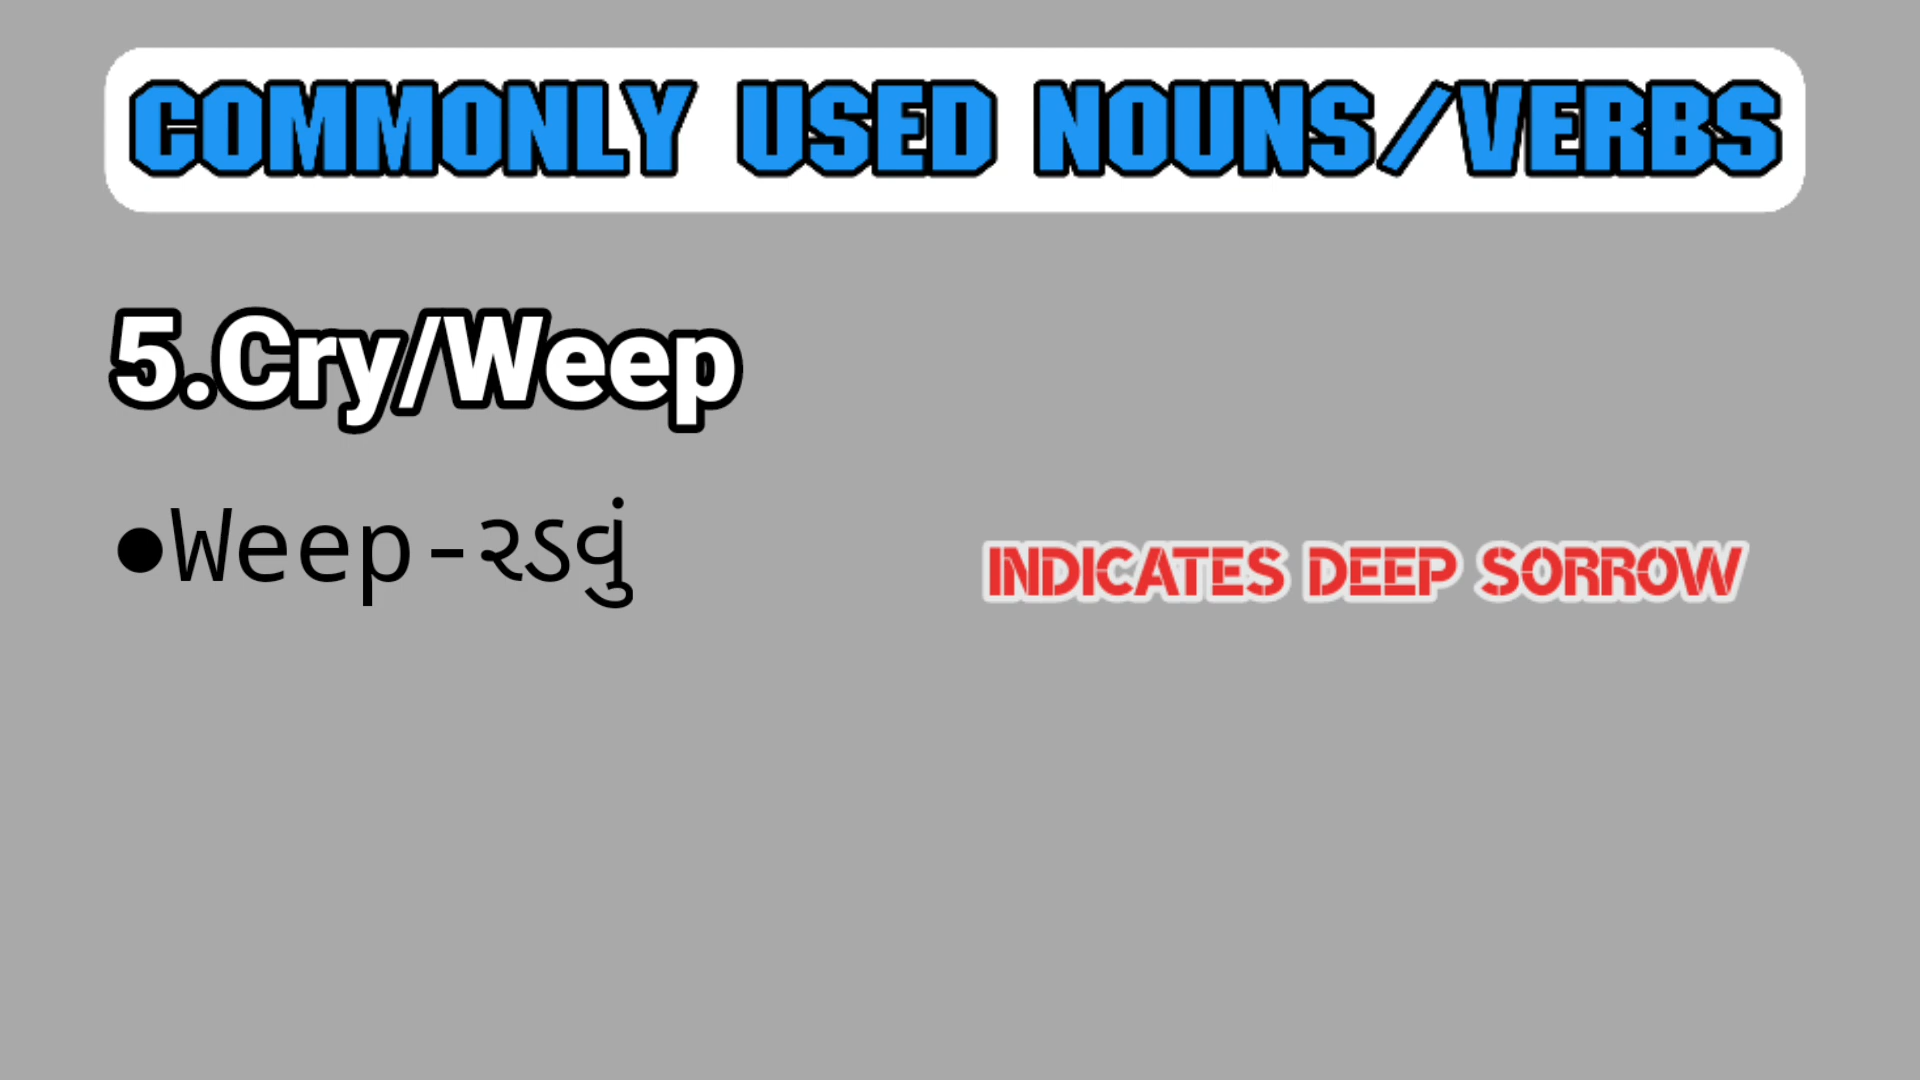 COMMONLY USED NOUNS/VERBS
5.Cry/Weep
●Weep-રડવું
INDICATES DEEP SORROW